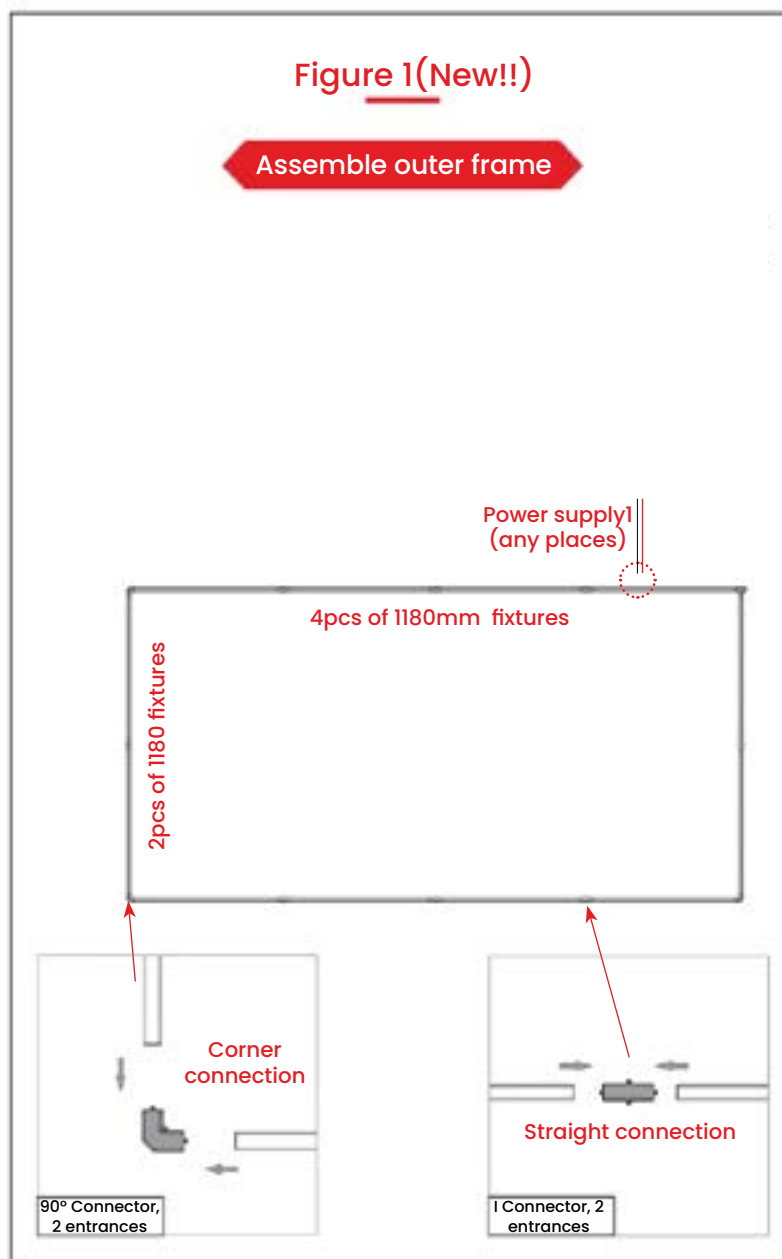 Figure 1(New!!)
Assemble outer frame
Power supply1
(any places)
4pcs of 1180mm fixtures
2pcs of 1180 fixtures
Corner
connection
90° Connector,
2 entrances
Straight connection
I Connector, 2
entrances